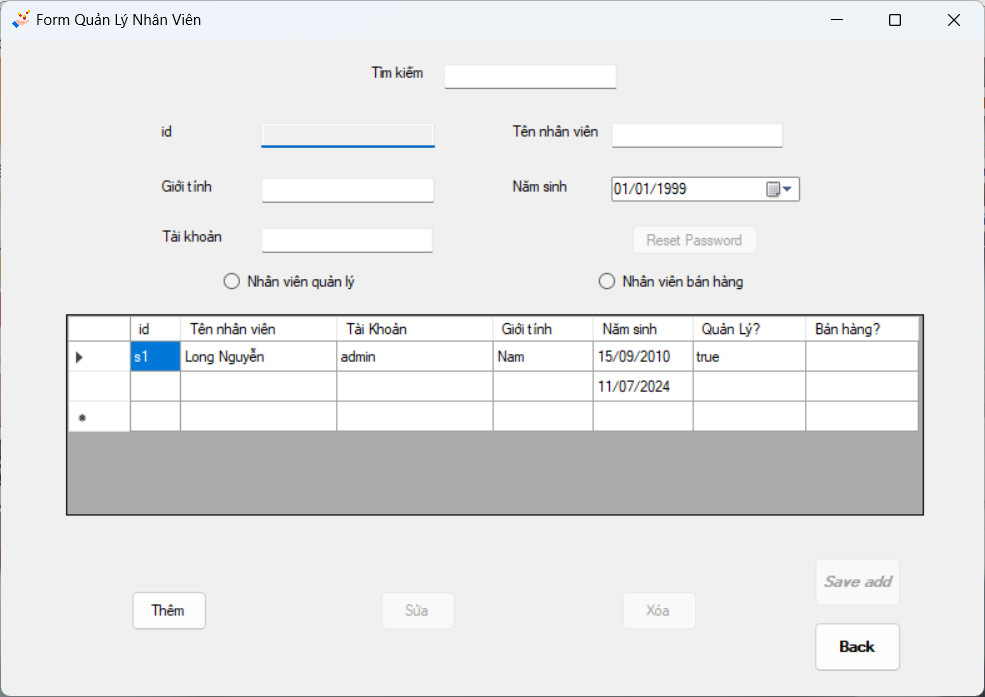 Form Quản Lý Nhân Viên
Tìm kiếm
id
Tên nhân viên
Giới tính
Năm sinh 01/01/1999
Tài khoản
Reset Password
Nhân viên quản lý
Nhân viên bán hàng
id Tên nhân viên Tài Khoản Giới tính Năm sinh Quản Lý? Bán hàng?
s1 Long Nguyễn admin Nam 15/09/2010 true
11/07/2024
Save add
Thêm Sửa Xóa
Back